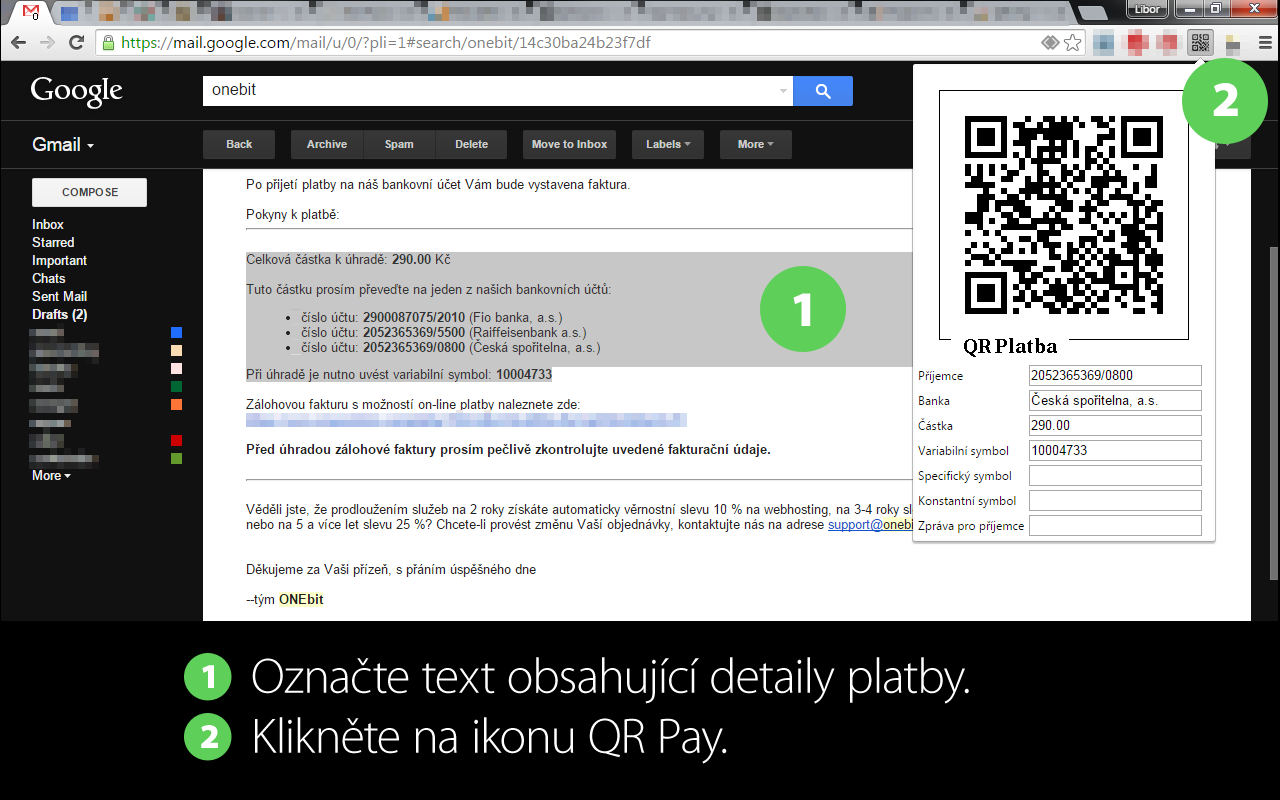 0
Libor
https://mail.google.com/mail/u/0/?pli=1#search/onebit/14c30ba24b23f7df
Google
onebit
2
Gmail
Back
Archive
Spam
Delete
Move to Inbox
Labels
More
COMPOSE
Inbox
Starred
Important
Chats
Sent Mail
Drafts (2)
More
Po přijetí platby na náš bankovní účet Vám bude vystavena faktura.
Pokyny k platbě:
Celková částka k úhradě: 290.00 Kč
Tuto částku prosím převeďte na jeden z našich bankovních účtů:
číslo účtu: 2900087075/2010 (Fio banka, a.s.)
číslo účtu: 2052365369/5500 (Raiffeisenbank a.s.)
číslo účtu: 2052365369/0800 (Česká spořitelna, a.s.)
Při úhradě je nutno uvést variabilní symbol: 10004733
1
Zálohovou fakturu s možností on-line platby naleznete zde:
Před úhradou zálohové faktury prosím pečlivě zkontrolujte uvedené fakturační údaje.
Věděli jste, že prodloužením služeb na 2 roky získáte automaticky věrnostní slevu 10 % na webhosting, na 3-4 roky
nebo na 5 a více let slevu 25 %? Chcete-li provést změnu Vaší objednávky, kontaktujte nás na adrese support@onebi
Děkujeme za Vaši přízeň, s přáním úspěšného dne
--tým ONEbit
QR Platba
Příjemce 2052365369/0800
Banka Česká spořitelna, a.s.
Částka 290.00
Variabilní symbol 10004733
Specifický symbol
Konstantní symbol
Zpráva pro příjemce
1 Označte text obsahující detaily platby.
2 Klikněte na ikonu QR Pay.